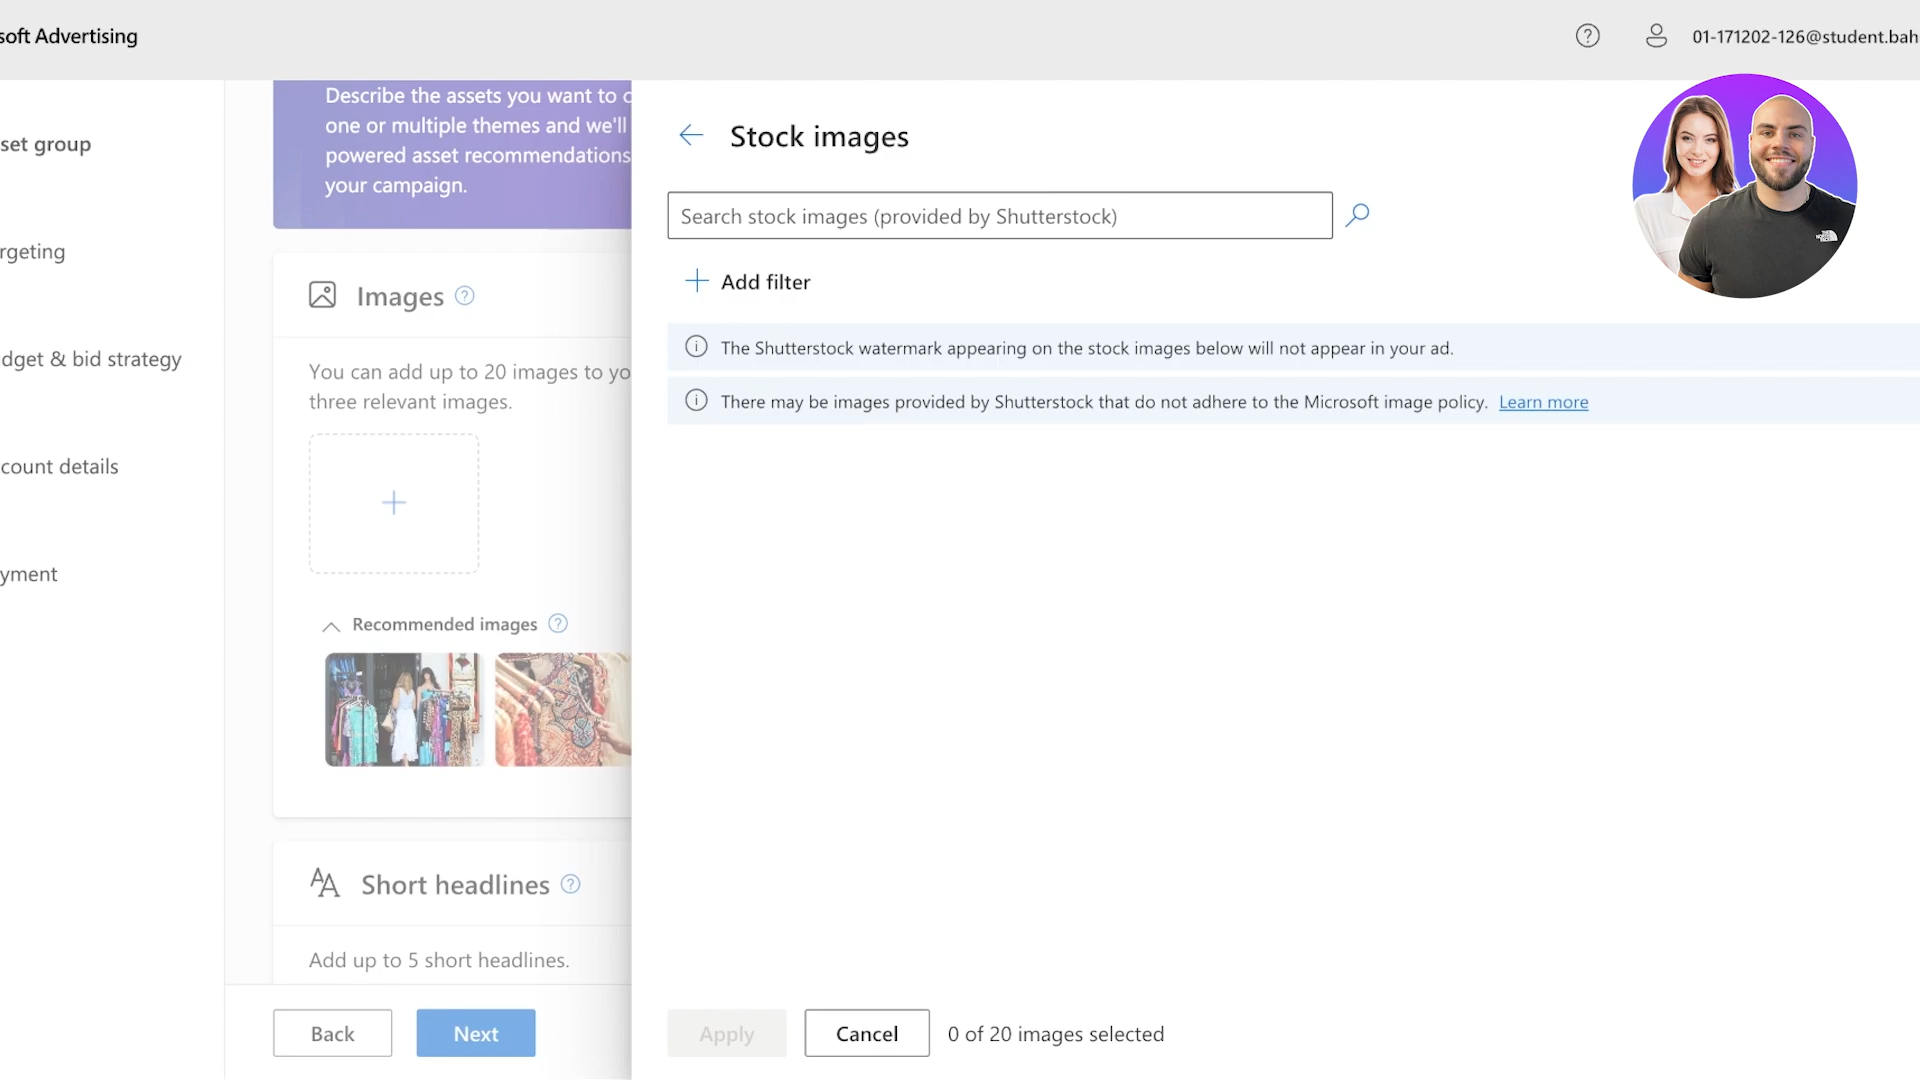 soft Advertising
01-171202-126@student.bah
set group
rgeting
dget & bid strategy
count details
yment
Describe the assets you want to c
one or multiple themes and we'll
powered asset recommendations
your campaign.
Images
You can add up to 20 images to yo
three relevant images.
Recommended images
Short headlines
Add up to 5 short headlines.
Back
Next
Stock images
Search stock images (provided by Shutterstock)
Add filter
The Shutterstock watermark appearing on the stock images below will not appear in your ad.
There may be images provided by Shutterstock that do not adhere to the Microsoft image policy. Learn more
Apply
Cancel
0 of 20 images selected
THE
NORTH
FACE